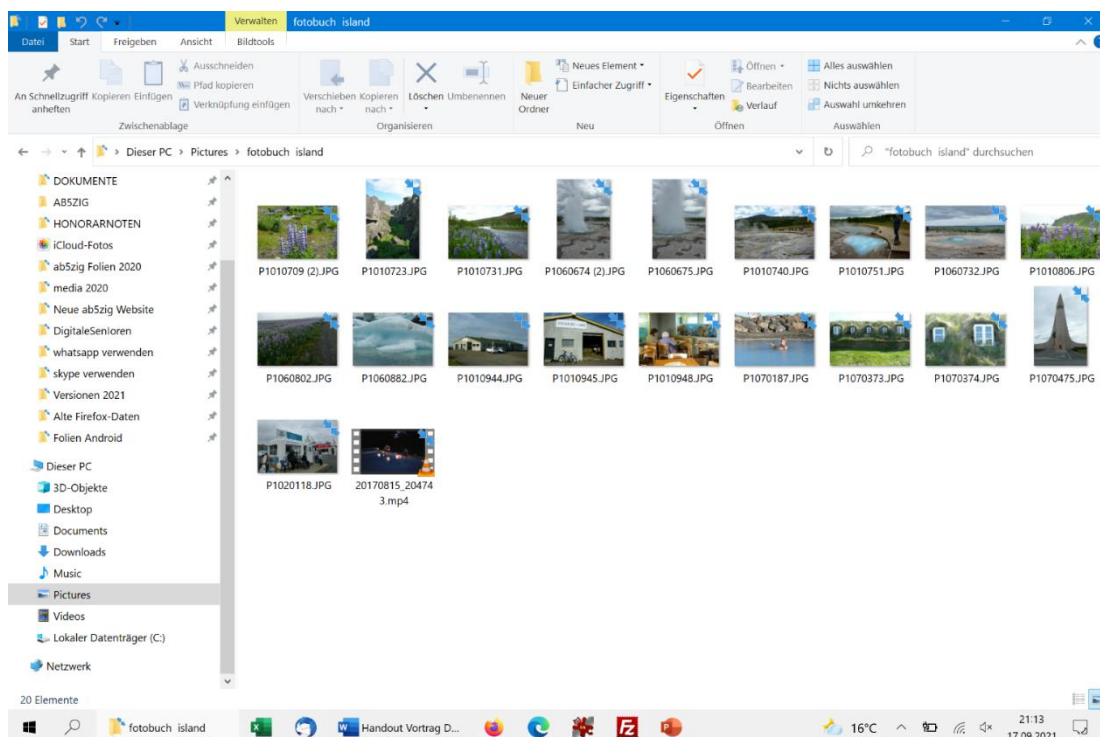 Verwalten fotobuch island
Datei Start Freigeben Ansicht Bildtools
An Schnellzugriff anheften
Kopieren Einfügen
Ausschneiden
Pfad kopieren
Verknüpfung einfügen
Verschieben nach
Kopieren nach
Löschen Umbenennen
Neuer Ordner
Neues Element
Einfacher Zugriff
Eigenschaften
Öffnen
Bearbeiten
Verlauf
Alles auswählen
Nichts auswählen
Auswahl umkehren
Zwischenablage Organisieren Neu Öffnen Auswählen
Dieser PC > Pictures > fotobuch island
"fotobuch island" durchsuchen
DOKUMENTE
AB5ZIG
HONORARNOTEN
iCloud-Fotos
ab5zig Folien 2020
media 2020
Neue ab5zig Website
DigitaleSenioren
whatsapp verwenden
skype verwenden
Versionen 2021
Alte Firefox-Daten
Folien Android
Dieser PC
3D-Objekte
Desktop
Documents
Downloads
Music
Pictures
Videos
Lokaler Datenträger (C:)
Netzwerk
P1010709 (2).JPG P1010723.JPG P1010731.JPG P1060674 (2).JPG P1060675.JPG P1010740.JPG P1010751.JPG P1060732.JPG P1010806.JPG
P1060802.JPG P1060882.JPG P1010944.JPG P1010945.JPG P1010948.JPG P1070187.JPG P1070373.JPG P1070374.JPG P1070475.JPG
P1020118.JPG 20170815_20474
3.mp4
20 Elemente
fotobuch island Handout Vortrag D... 16°C 21:13
17.09.2021